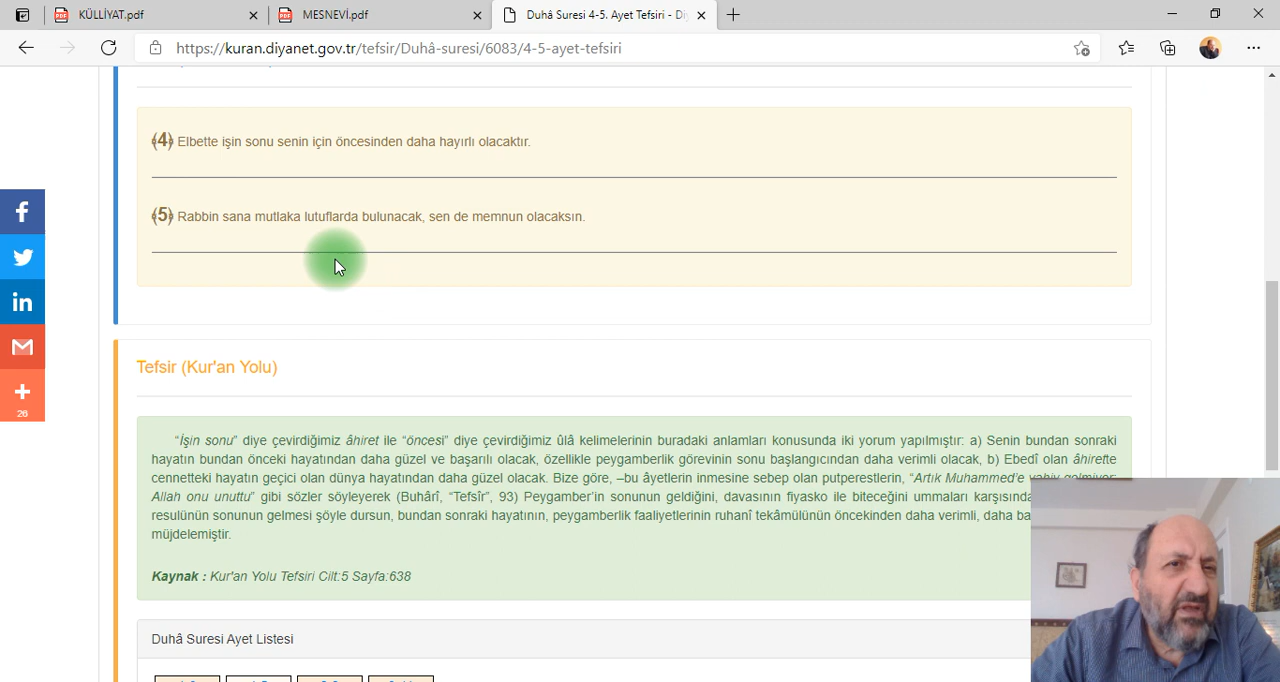 KÜLLİYAT.pdf
MESNEVİ.pdf
Duhâ Suresi 4-5. Ayet Tefsiri - Di
https://kuran.diyanet.gov.tr/tefsir/Duhâ-suresi/6083/4-5-ayet-tefsiri
﴾4﴿ Elbette işin sonu senin için öncesinden daha hayırlı olacaktır.
﴾5﴿ Rabbin sana mutlaka lutuflarda bulunacak, sen de memnun olacaksın.
26
Tefsir (Kur'an Yolu)
“İşin sonu” diye çevirdiğimiz âhiret ile “öncesi” diye çevirdiğimiz ûlâ kelimelerinin buradaki anlamları konusunda iki yorum yapılmıştır: a) Senin bundan sonraki
hayatın bundan önceki hayatından daha güzel ve başarılı olacak, özellikle peygamberlik görevinin sonu başlangıcından daha verimli olacak, b) Ebedî olan âhirette
cennetteki hayatın geçici olan dünya hayatından daha güzel olacak. Bize göre, –bu âyetlerin inmesine sebep olan putperestlerin, “Artık Muhammed’e vahiy gelmiyor;
Allah onu unuttu” gibi sözler söyleyerek (Buhârî, “Tefsîr”, 93) Peygamber’in sonunun geldiğini, davasının fiyasko ile biteceğini ummaları karşısında
resulünün sonunun gelmesi şöyle dursun, bundan sonraki hayatının, peygamberlik faaliyetlerinin ruhanî tekâmülünün öncekinden daha verimli, daha
müjdelemiştir.
Kaynak : Kur'an Yolu Tefsiri Cilt:5 Sayfa:638
Duhâ Suresi Ayet Listesi